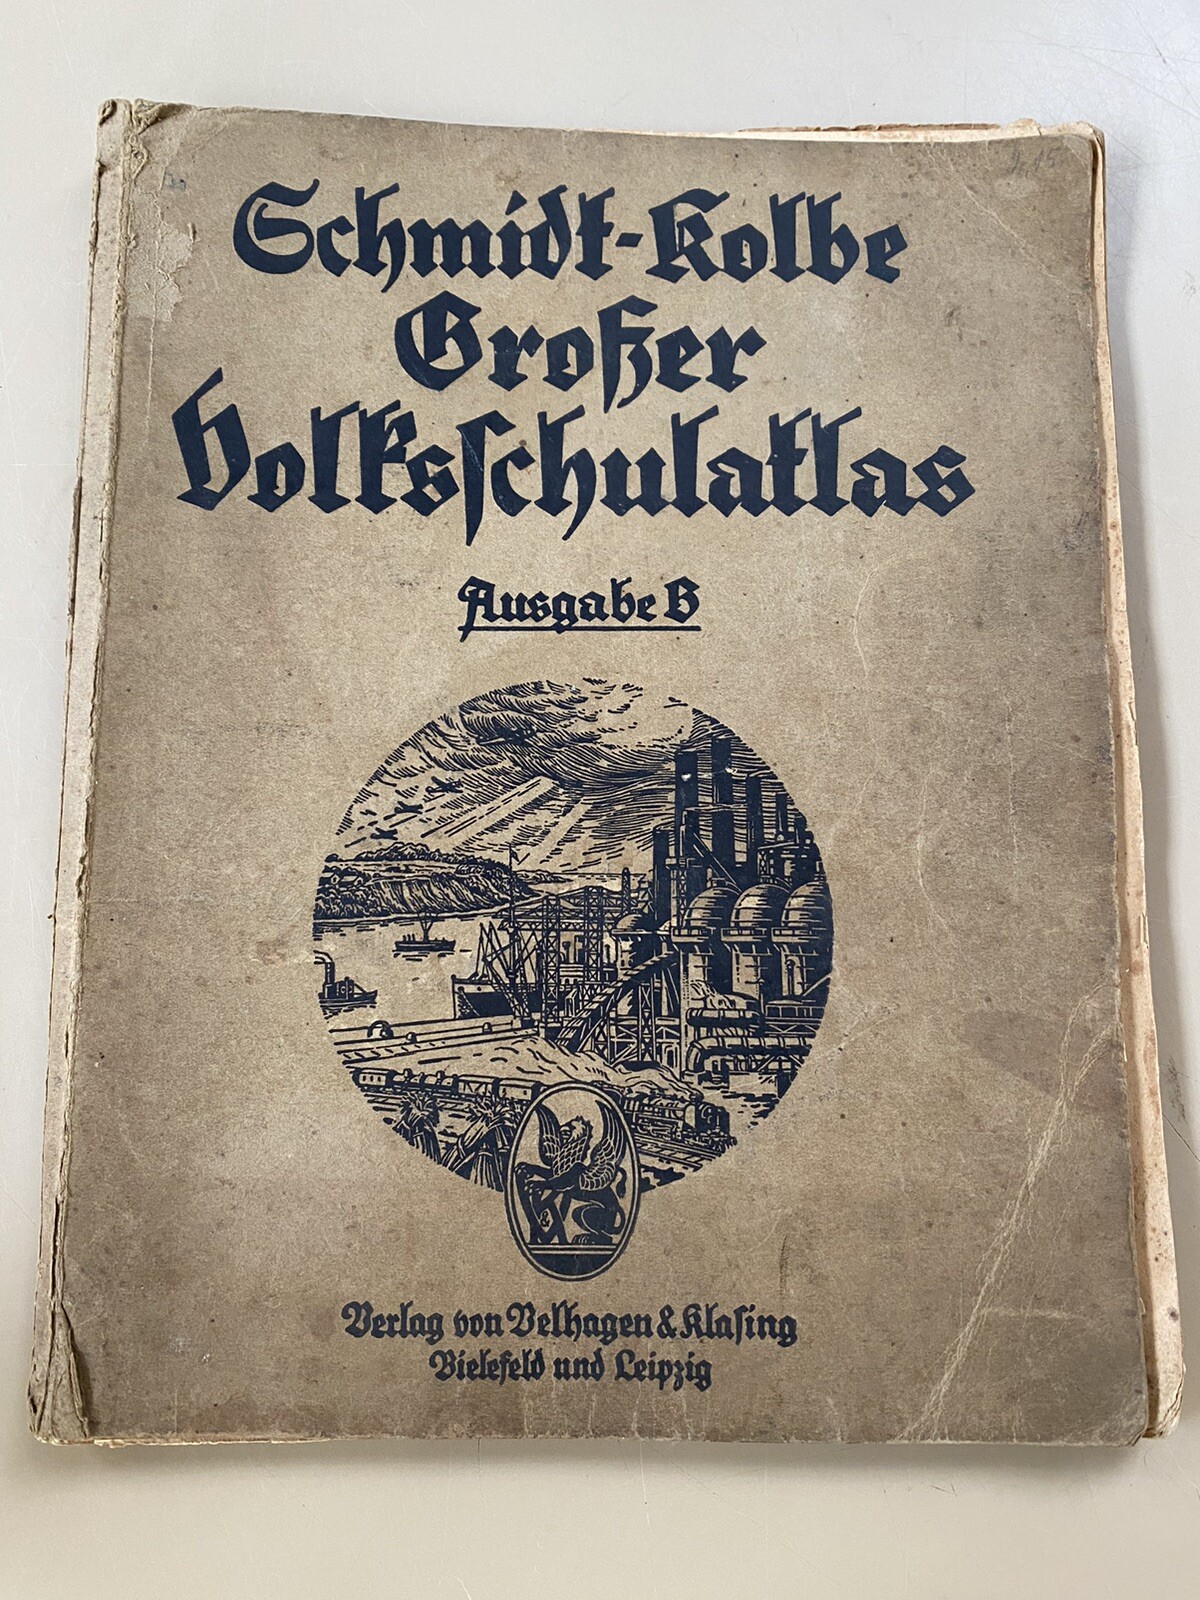 Schmidt-Kolbe
Großer
Volksschulatlas
Ausgabe B
V & K
Verlag von Velhagen & Klasing
Bielefeld und Leipzig